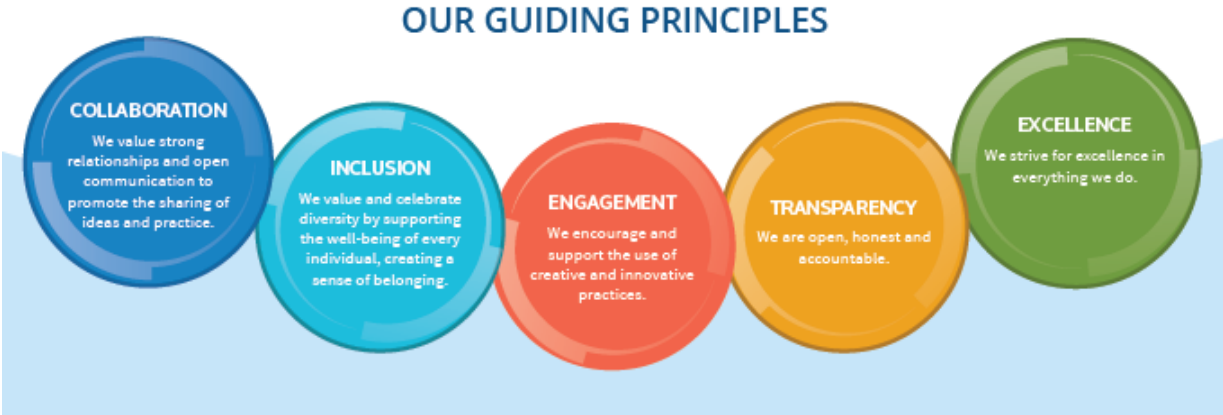 OUR GUIDING PRINCIPLES
COLLABORATION
We value strong
relationships and open
communication to
promote the sharing of
ideas and practice.
INCLUSION
We value and celebrate
diversity by supporting
the well-being of every
individual, creating a
sense of belonging.
ENGAGEMENT
We encourage and
support the use of
creative and innovative
practices.
TRANSPARENCY
We are open, honest and
accountable.
EXCELLENCE
We strive for excellence in
everything we do.